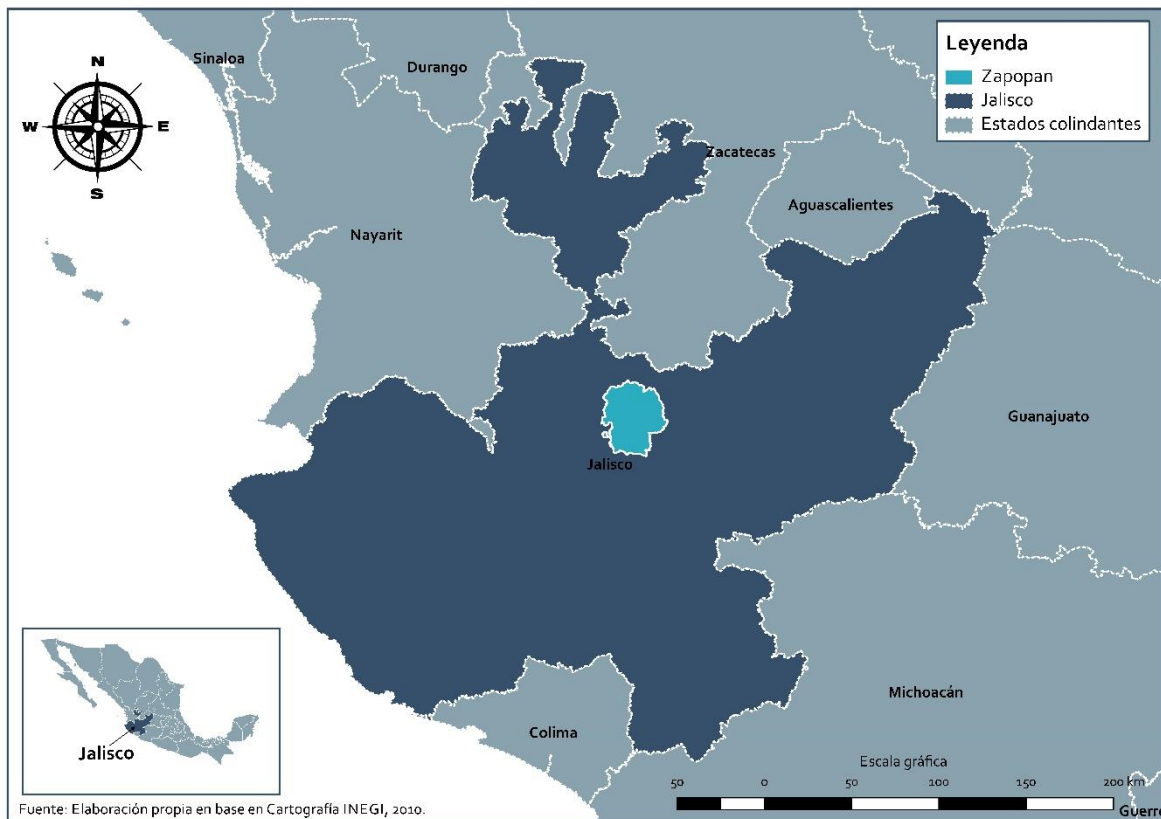 Sinaloa
Durango
Leyenda
Zapopan
Jalisco
Estados colindantes
N
W
E
S
Zacatecas
Aguascalientes
Nayarit
Guanajuato
Jalisco
Michoacán
Colima
Jalisco
Escala gráfica
50 0 50 100 150 200 km
Fuente: Elaboración propia en base en Cartografía INEGI, 2010.
Guerre